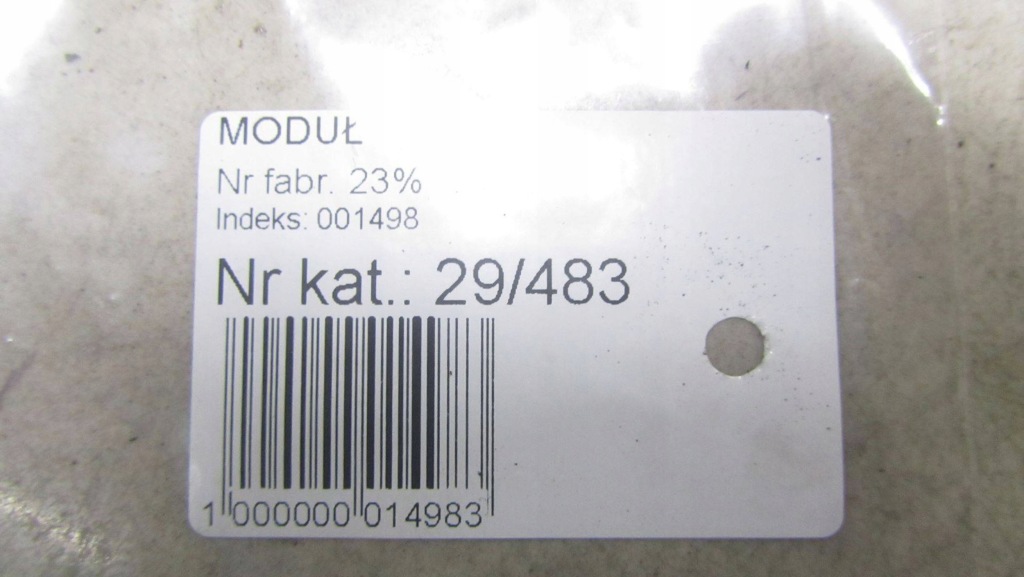 MODUŁ
Nr fabr. 23%
Indeks: 001498
Nr kat.: 29/483
1 000000 014983